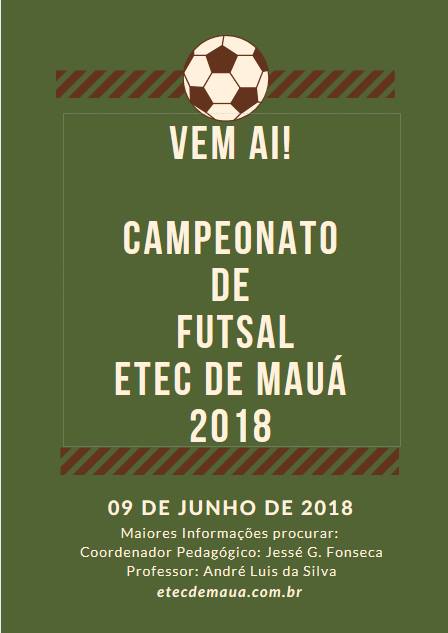 VEM AI!
CAMPEONATO
DE
FUTSAL
ETEC DE MAUÁ
2018
09 DE JUNHO DE 2018
Maiores Informações procurar:
Coordenador Pedagógico: Jessé G. Fonseca
Professor: André Luis da Silva
etecdemaua.com.br